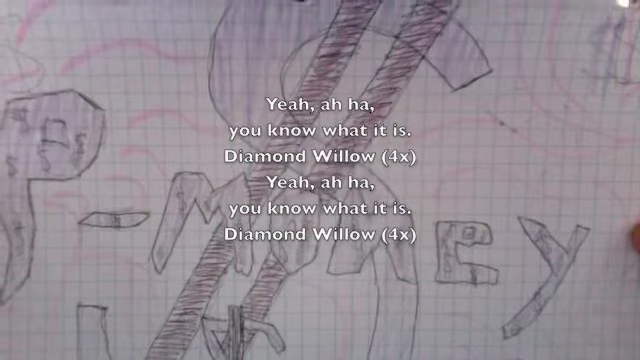 Yeah, ah ha,
you know what it is.
Diamond Willow (4x)
Yeah, ah ha,
you know what it is.
Diamond Willow (4x)
P-Money